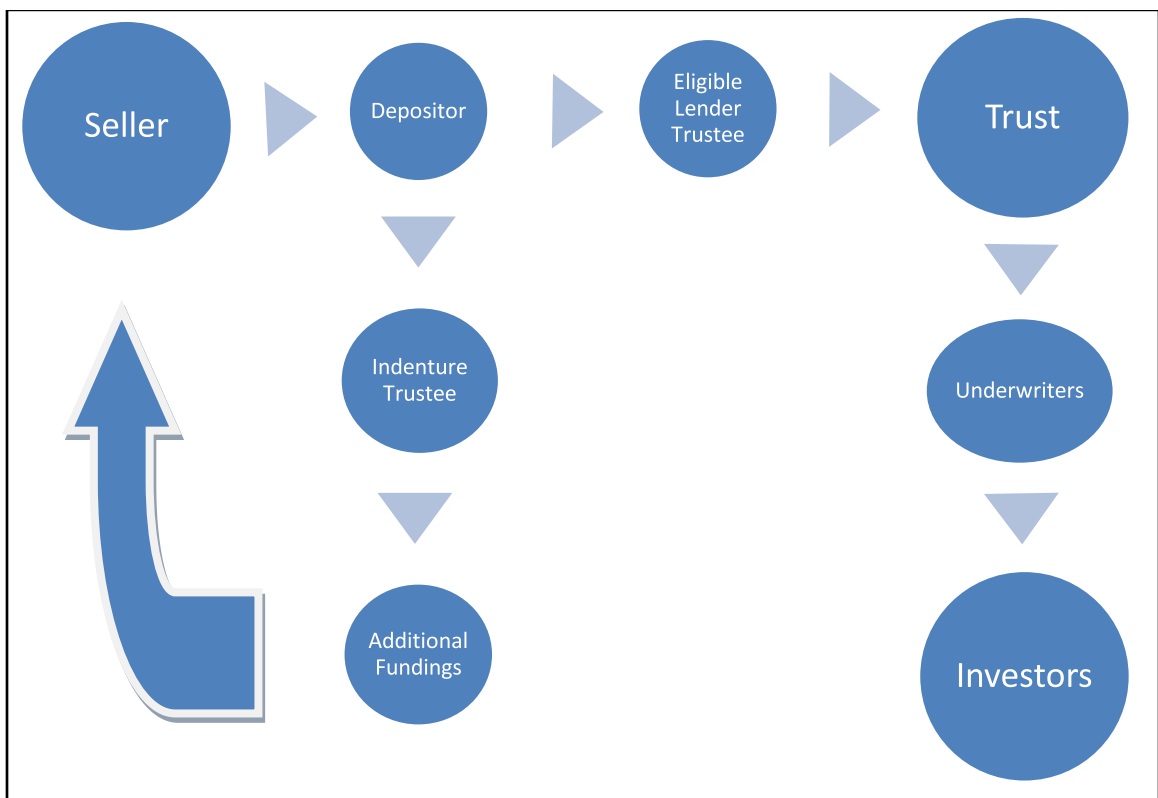 Seller
Depositor
Eligible
Lender
Trustee
Trust
Indenture
Trustee
Underwriters
Additional
Fundings
Investors